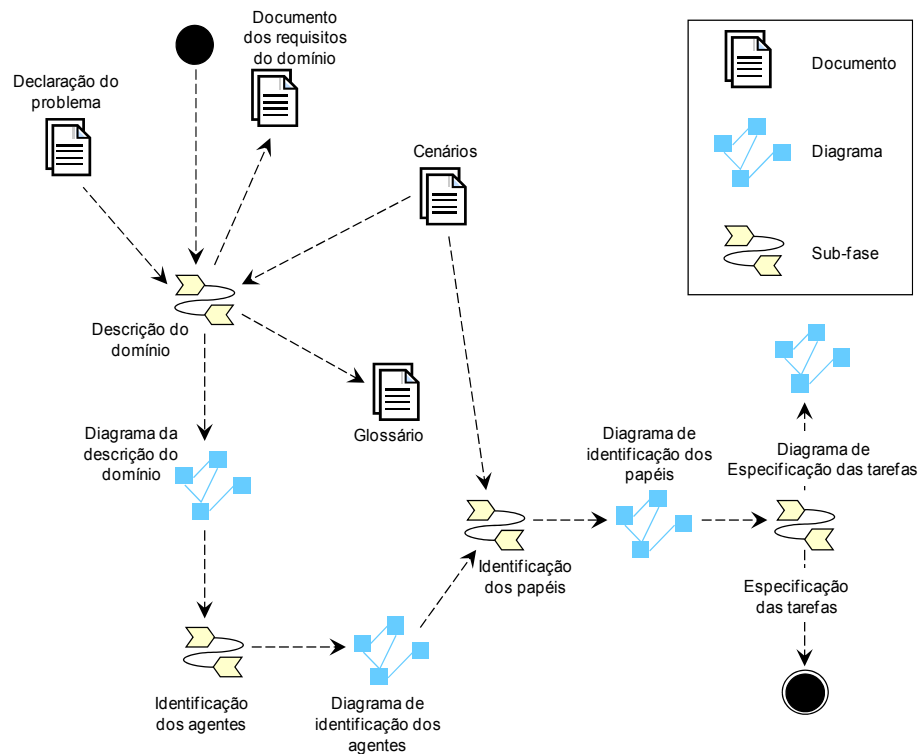 Documento
dos requisitos
do domínio
Declaração do
problema
Cenários
Documento
Diagrama
Sub-fase
Descrição do
domínio
Glossário
Diagrama da
descrição do
domínio
Diagrama de
identificação dos
papéis
Diagrama de
Especificação das tarefas
Identificação
dos papéis
Especificação
das tarefas
Identificação
dos agentes
Diagrama de
identificação dos
agentes